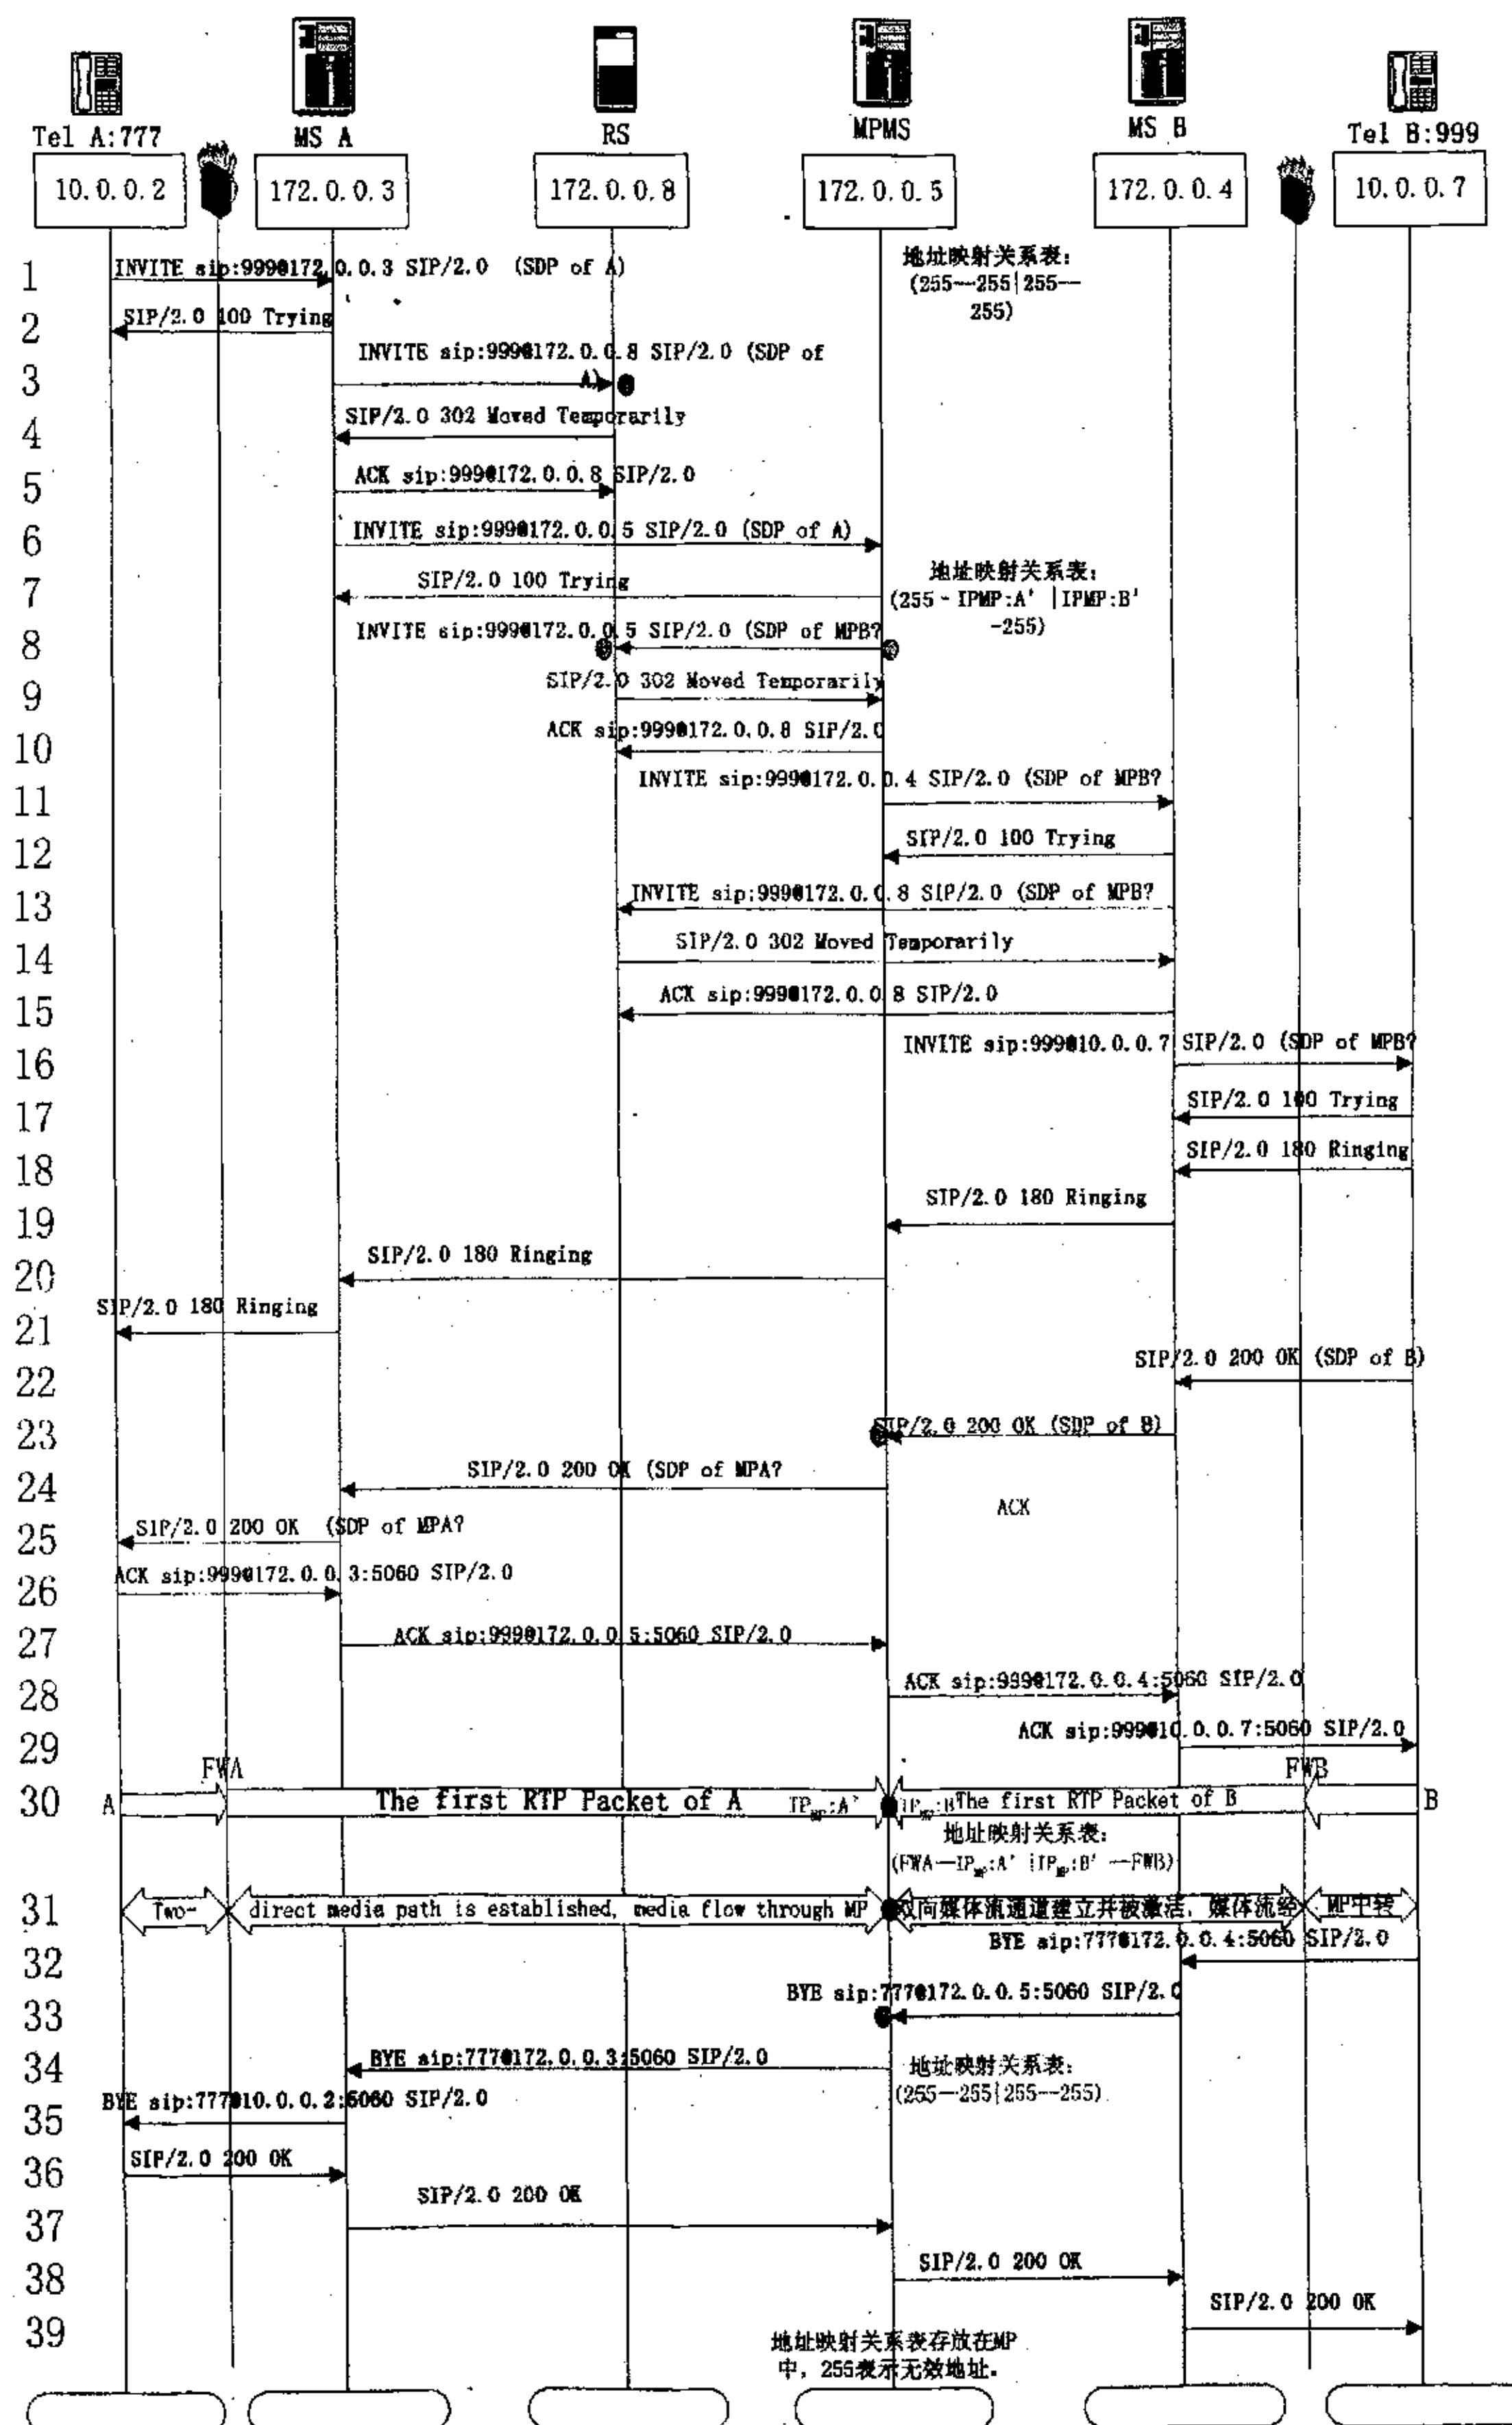 Tel A:777
MS A
RS
MPMS
MS B
Tel B:999
10.0.0.2
172.0.0.3
172.0.0.8
172.0.0.5
172.0.0.4
10.0.0.7
地址映射关系表:
(255--255|255--
255)
1
INVITE sip:999@172.0.0.3 SIP/2.0 (SDP of A)
2
SIP/2.0 100 Trying
3
INVITE sip:999@172.0.0.8 SIP/2.0 (SDP of
A)
4
SIP/2.0 302 Moved Temporarily
5
ACK sip:999@172.0.0.8 SIP/2.0
6
INVITE sip:999@172.0.0.5 SIP/2.0 (SDP of A)
7
SIP/2.0 100 Trying
地址映射关系表:
(255-IPMP:A' |IPMP:B'
-255)
8
INVITE sip:999@172.0.0.5 SIP/2.0 (SDP of MPB?
9
SIP/2.0 302 Moved Temporarily
10
ACK sip:999@172.0.0.8 SIP/2.0
11
INVITE sip:999@172.0.0.4 SIP/2.0 (SDP of MPB?
12
SIP/2.0 100 Trying
13
INVITE sip:999@172.0.0.8 SIP/2.0 (SDP of MPB?
14
SIP/2.0 302 Moved Temporarily
15
ACK sip:999@172.0.0.8 SIP/2.0
16
INVITE sip:999@10.0.0.7 SIP/2.0 (SDP of MPB?
17
SIP/2.0 100 Trying
18
SIP/2.0 180 Ringing
19
SIP/2.0 180 Ringing
20
SIP/2.0 180 Ringing
21
SIP/2.0 180 Ringing
22
SIP/2.0 200 OK (SDP of B)
23
SIP/2.0 200 OK (SDP of B)
24
SIP/2.0 200 OK (SDP of MPA?
ACK
25
SIP/2.0 200 OK (SDP of MPA?
26
ACK sip:999@172.0.0.3:5060 SIP/2.0
27
ACK sip:999@172.0.0.5:5060 SIP/2.0
28
ACK sip:999@172.0.0.4:5060 SIP/2.0
29
ACK sip:999@10.0.0.7:5060 SIP/2.0
FWA
FWB
30
A
The first RTP Packet of A
IPMP:A'
IPMP:B'
The first RTP Packet of B
B
地址映射关系表:
(FWA—IPMP:A' |IPMP:B' —FWB)
31
Two-
direct media path is established, media flow through MP
双向媒体流通道建立并被激活，媒体流经
MP中转
32
BYE sip:777@172.0.0.4:5060 SIP/2.0
33
BYE sip:777@172.0.0.5:5060 SIP/2.0
34
BYE sip:777@172.0.0.3:5060 SIP/2.0
地址映射关系表:
(255--255|255--255)
35
BYE sip:777@10.0.0.2:5060 SIP/2.0
36
SIP/2.0 200 OK
37
SIP/2.0 200 OK
38
SIP/2.0 200 OK
39
SIP/2.0 200 OK
地址映射关系表存放在MP
中，255表示无效地址.